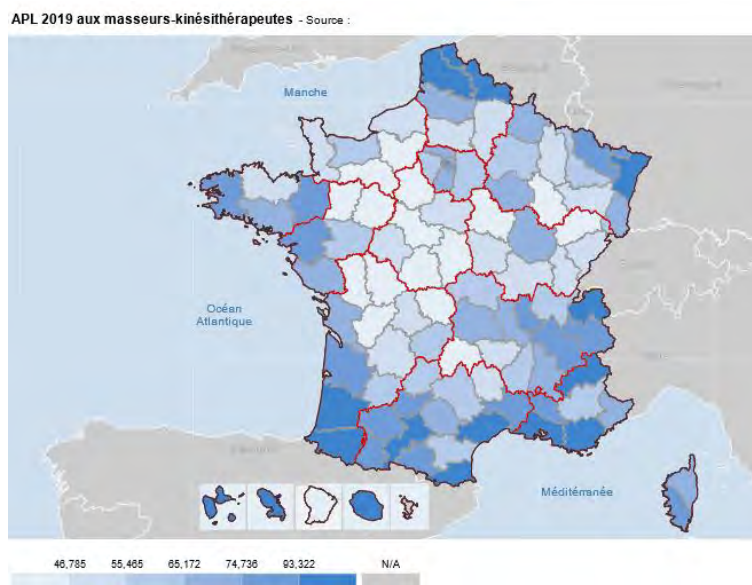 APL 2019 aux masseurs-kinésithérapeutes - Source :
Manche
Océan
Atlantique
Méditérranée
46,785 55,465 65,172 74,736 93,322 N/A